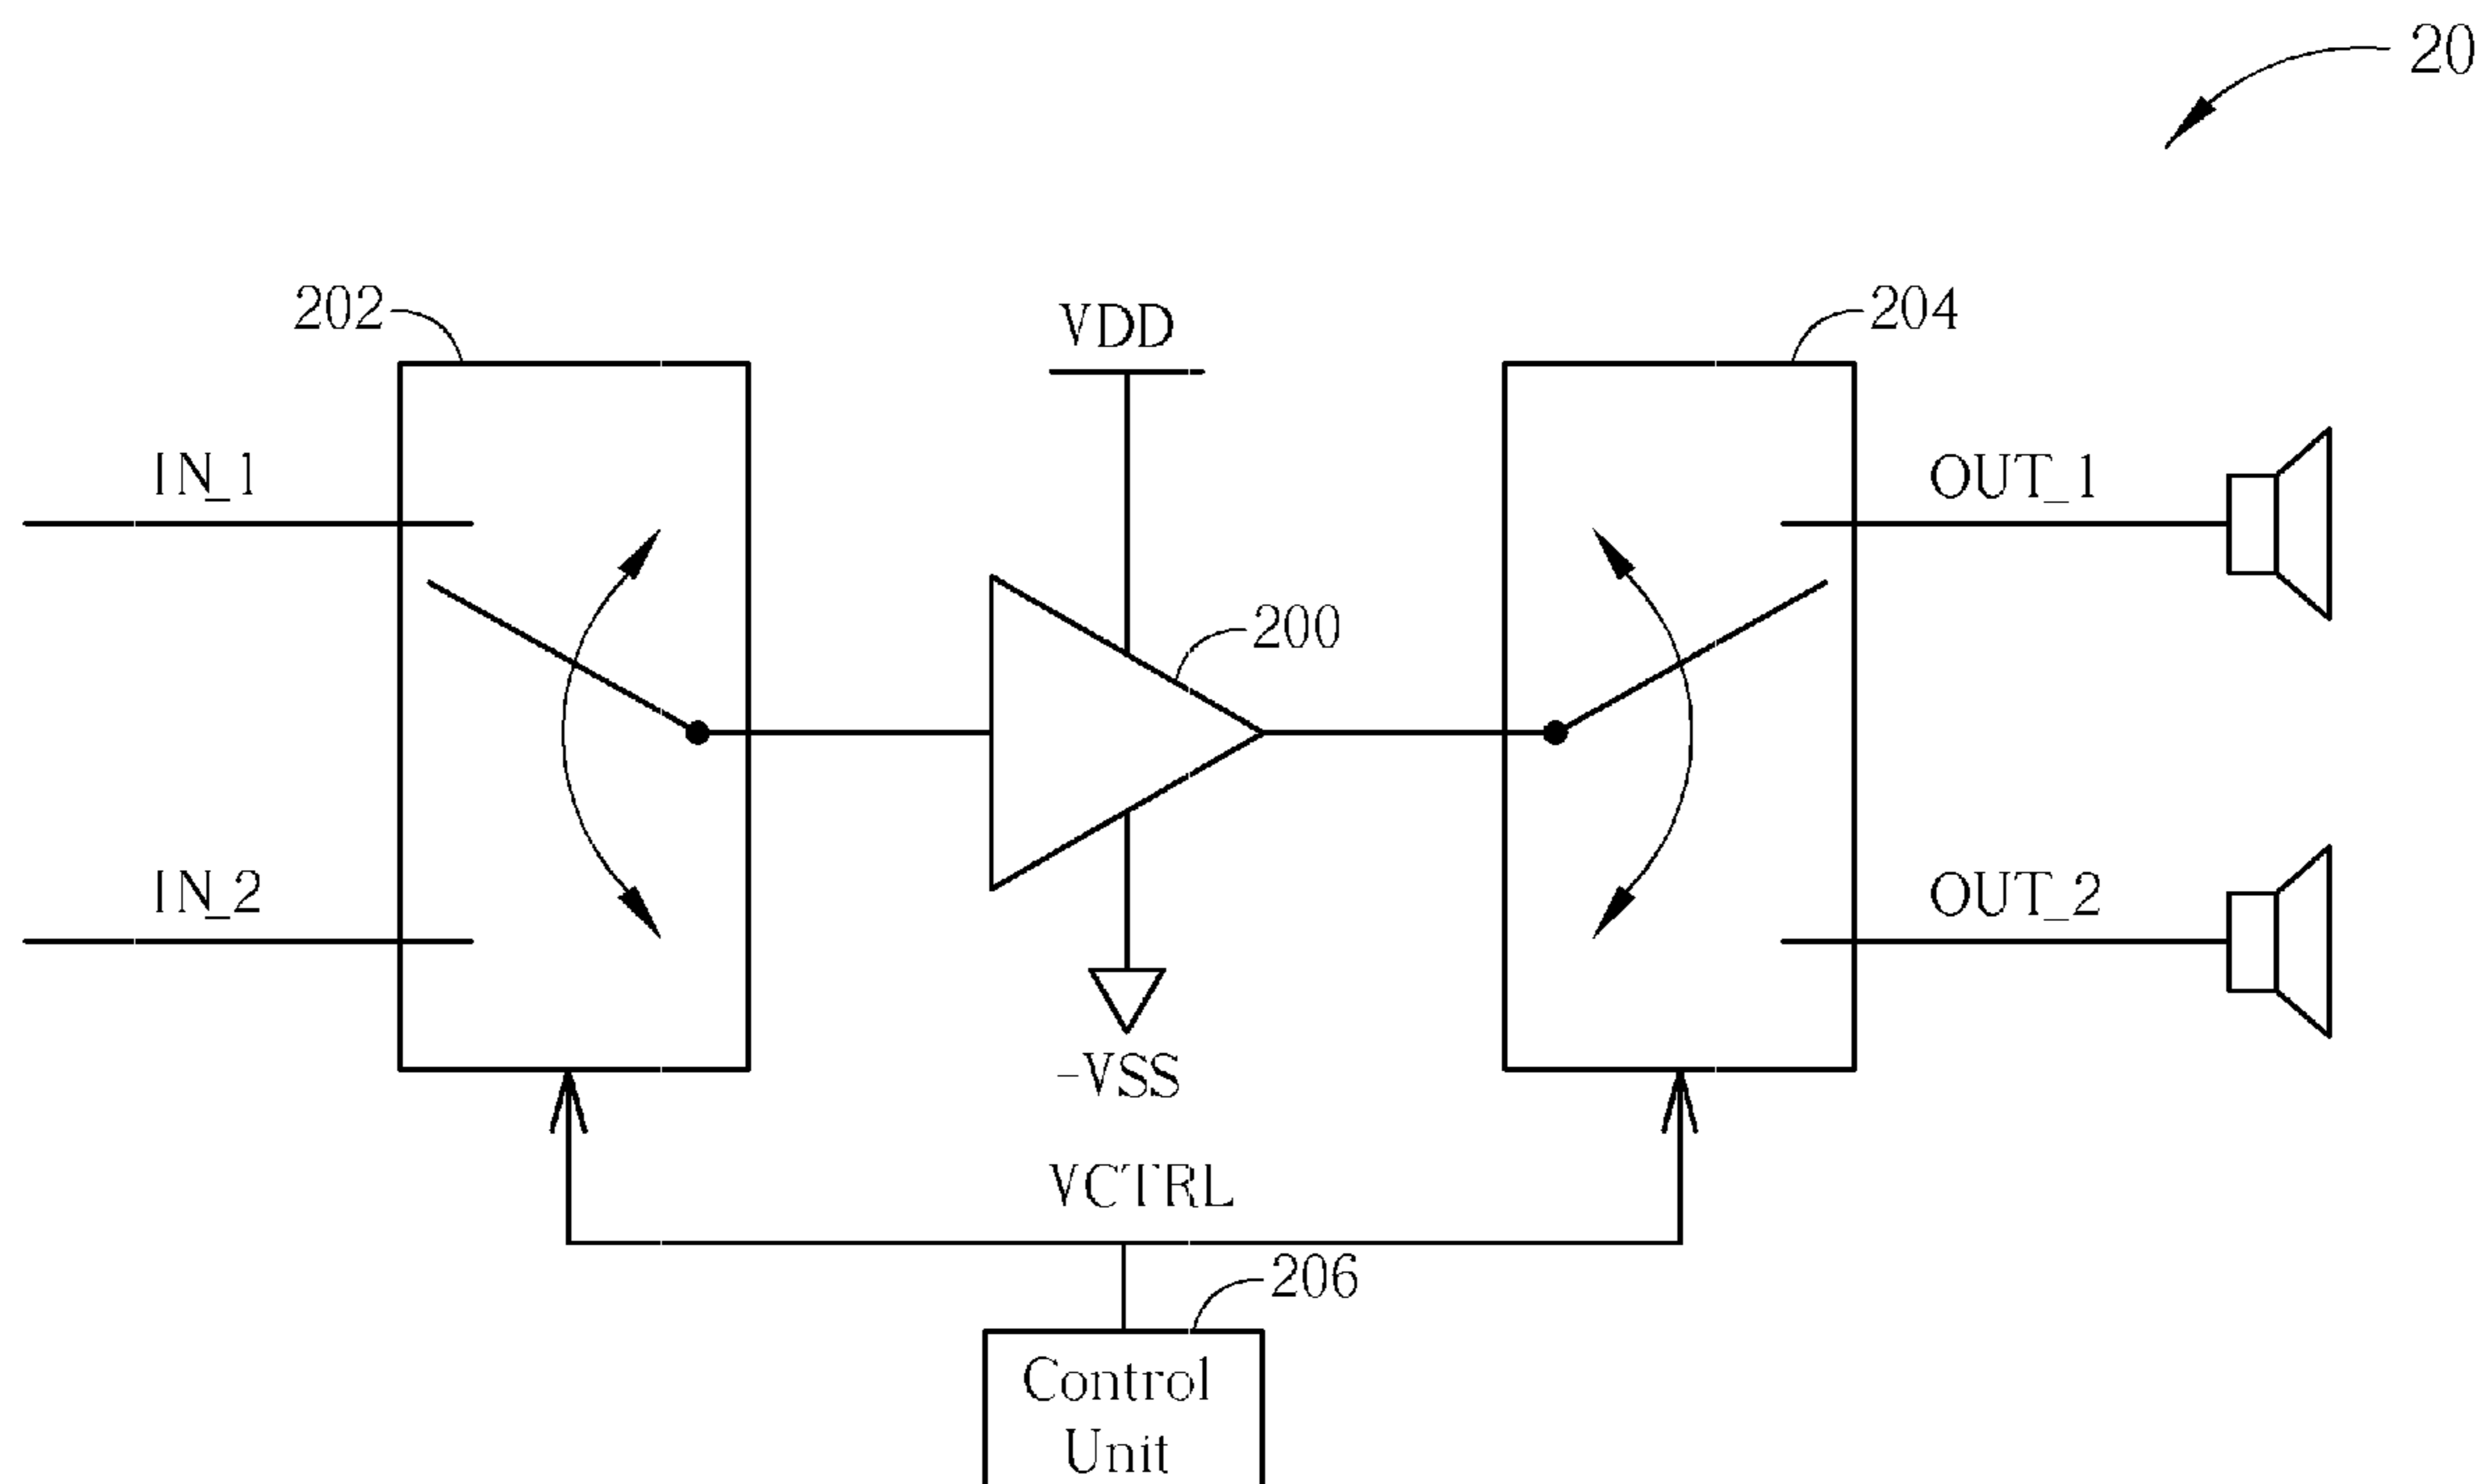 20
202
VDD
204
IN_1
OUT_1
200
IN_2
OUT_2
-VSS
VCTRL
206
Control
Unit